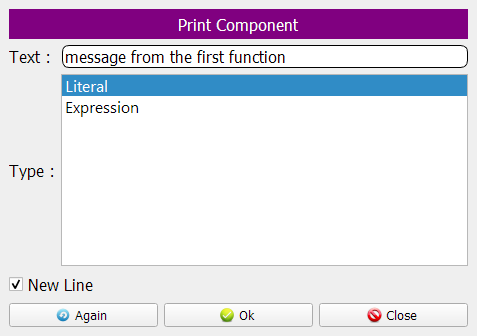 Print Component
Text : message from the first function
Literal
Expression
Type :
New Line
Again Ok Close